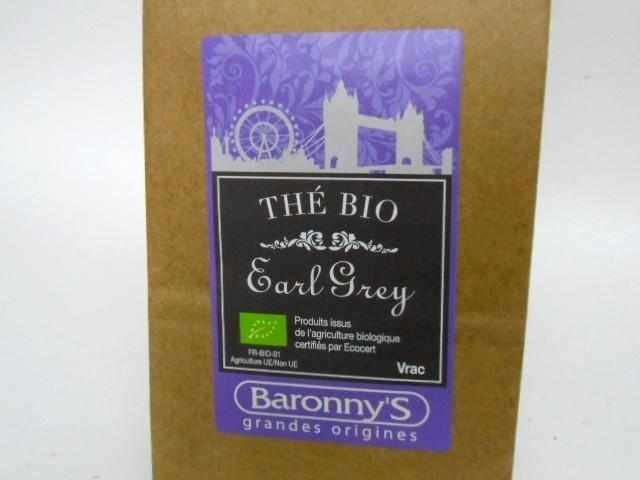 THÉ BIO
Earl Grey
Produits issus
de l'agriculture biologique
certifiés par Ecocert
FR-BIO-01
Agriculture UE/Non UE
Vrac
Baronny'S
grandes origines